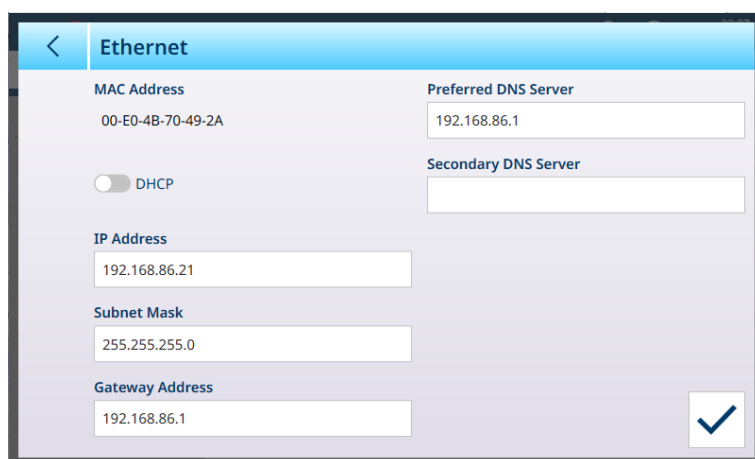 Ethernet
MAC Address
00-E0-4B-70-49-2A
DHCP
IP Address
192.168.86.21
Subnet Mask
255.255.255.0
Gateway Address
192.168.86.1
Preferred DNS Server
192.168.86.1
Secondary DNS Server